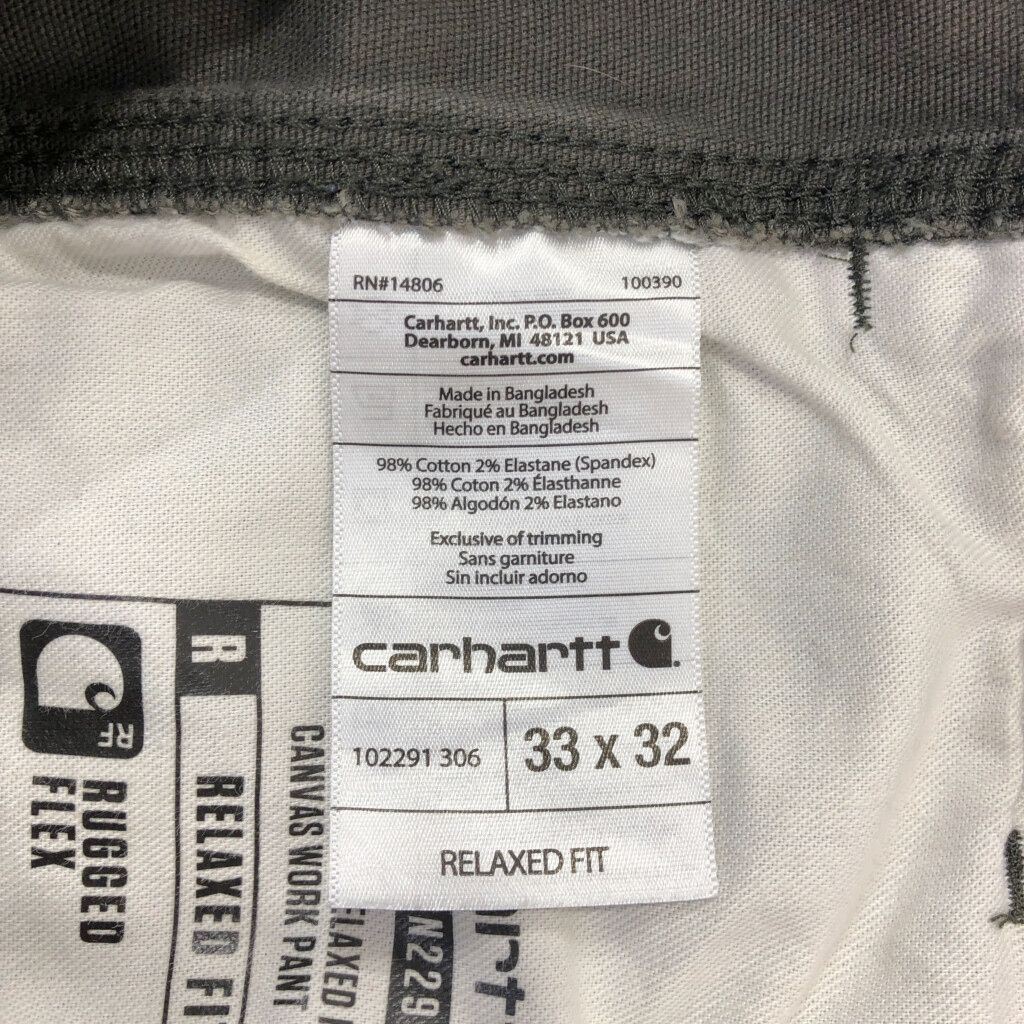 RN#14806 100390
Carhartt, Inc. P.O. Box 600
Dearborn, MI 48121 USA
carhartt.com
Made in Bangladesh
Fabriqué au Bangladesh
Hecho en Bangladesh
98% Cotton 2% Elastane (Spandex)
98% Coton 2% Élasthanne
98% Algodón 2% Elastano
Exclusive of trimming
Sans garniture
Sin incluir adorno
carhartt
102291 306
33 x 32
RELAXED FIT
RF
RUGGED
FLEX
R
RELAXED FIT
CANVAS WORK PANT